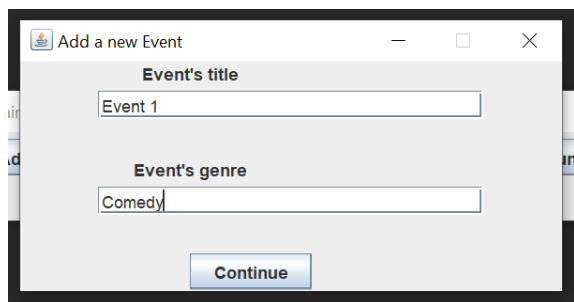 Add a new Event
Event's title
Event 1
Event's genre
Comedy
Continue